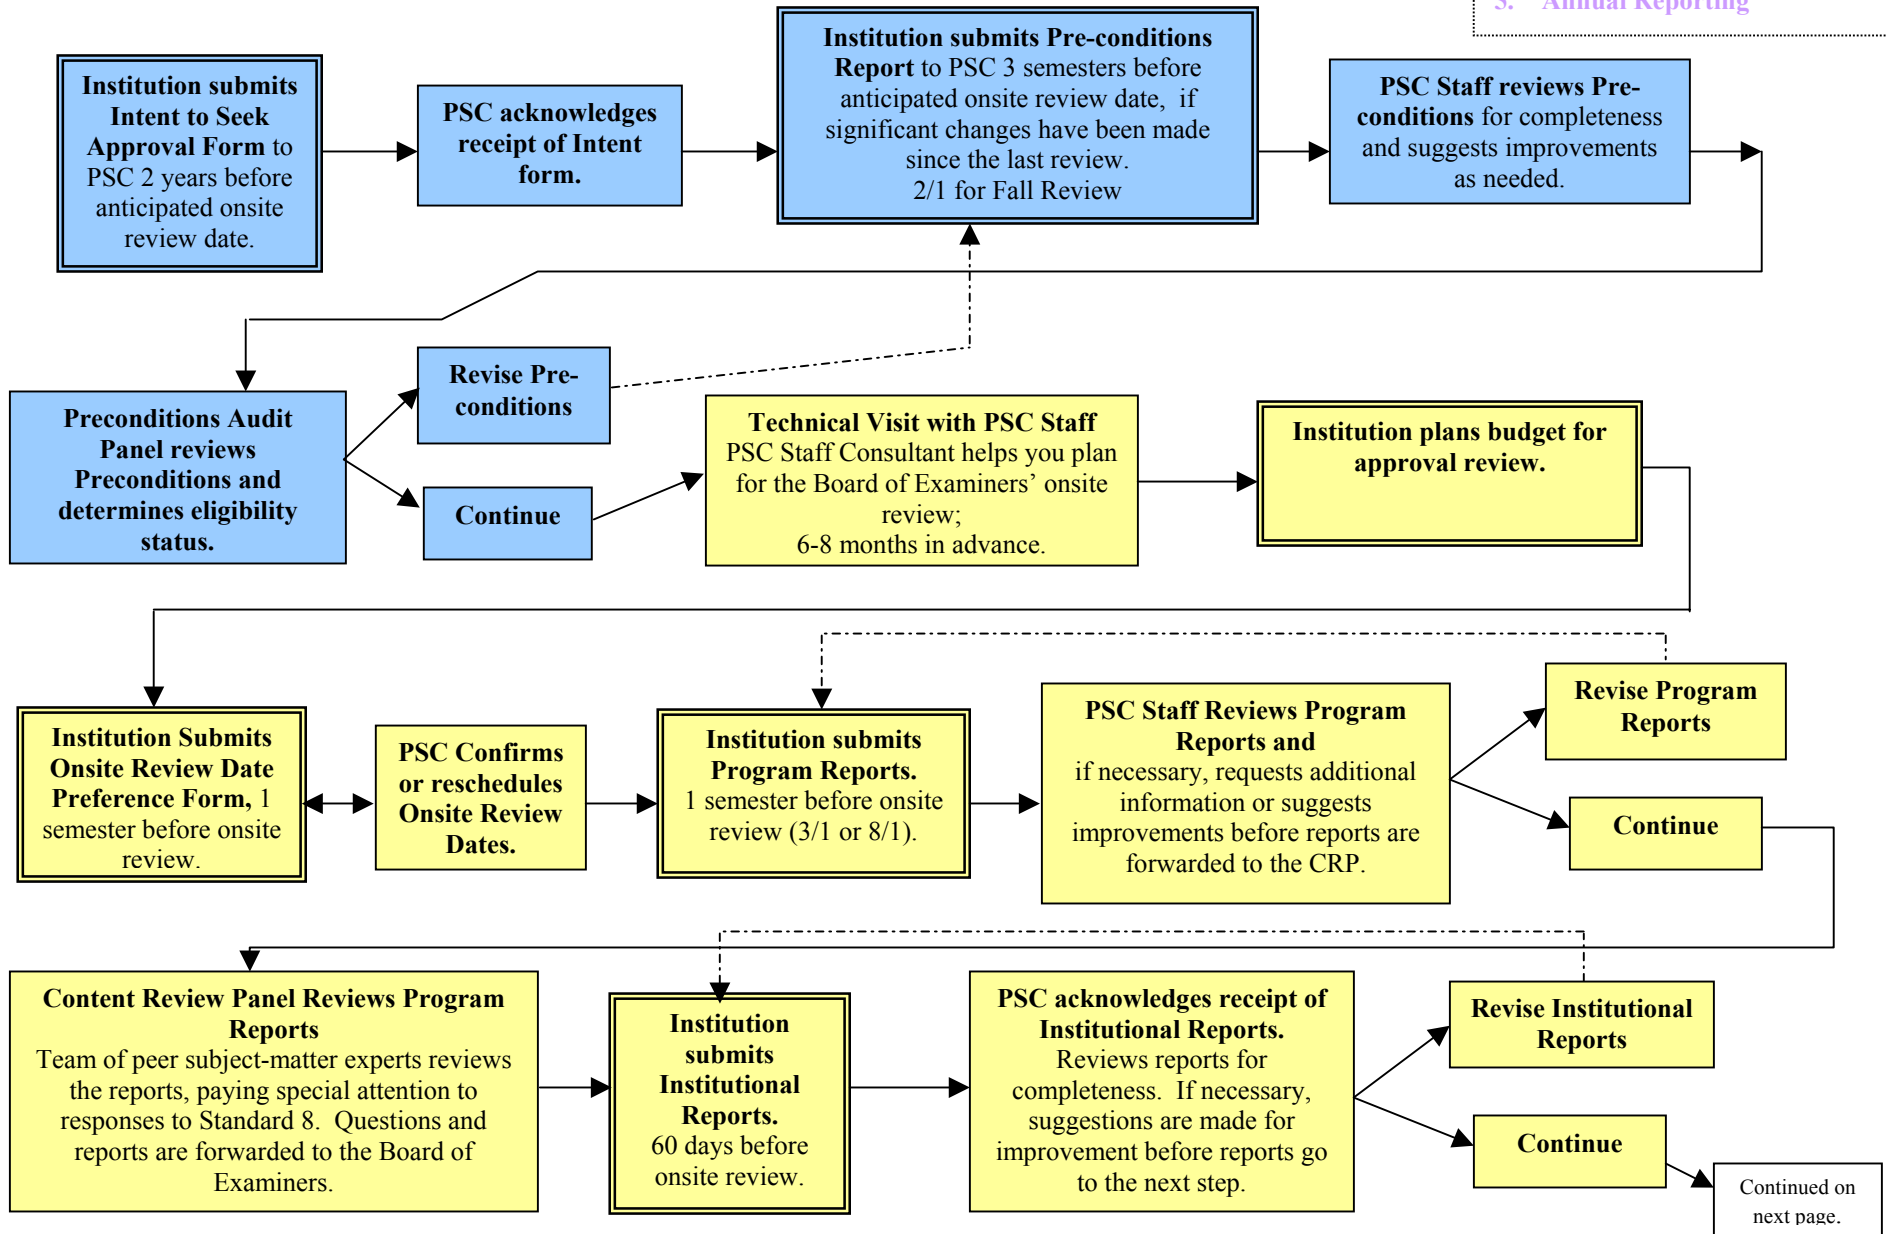 3. Annual Reporting
Institution submits
Intent to Seek
Approval Form to
PSC 2 years before
anticipated onsite
review date.
PSC acknowledges
receipt of Intent
form.
Institution submits Pre-conditions
Report to PSC 3 semesters before
anticipated onsite review date, if
significant changes have been made
since the last review.
2/1 for Fall Review
PSC Staff reviews Pre-
conditions for completeness
and suggests improvements
as needed.
Preconditions Audit
Panel reviews
Preconditions and
determines eligibility
status.
Revise Pre-
conditions
Continue
Technical Visit with PSC Staff
PSC Staff Consultant helps you plan
for the Board of Examiners’ onsite
review;
6-8 months in advance.
Institution plans budget for
approval review.
Institution Submits
Onsite Review Date
Preference Form, 1
semester before onsite
review.
PSC Confirms
or reschedules
Onsite Review
Dates.
Institution submits
Program Reports.
1 semester before onsite
review (3/1 or 8/1).
PSC Staff Reviews Program
Reports and
if necessary, requests additional
information or suggests
improvements before reports are
forwarded to the CRP.
Revise Program
Reports
Continue
Content Review Panel Reviews Program
Reports
Team of peer subject-matter experts reviews
the reports, paying special attention to
responses to Standard 8. Questions and
reports are forwarded to the Board of
Examiners.
Institution
submits
Institutional
Reports.
60 days before
onsite review.
PSC acknowledges receipt of
Institutional Reports.
Reviews reports for
completeness. If necessary,
suggestions are made for
improvement before reports go
to the next step.
Revise Institutional
Reports
Continue
Continued on
next page.